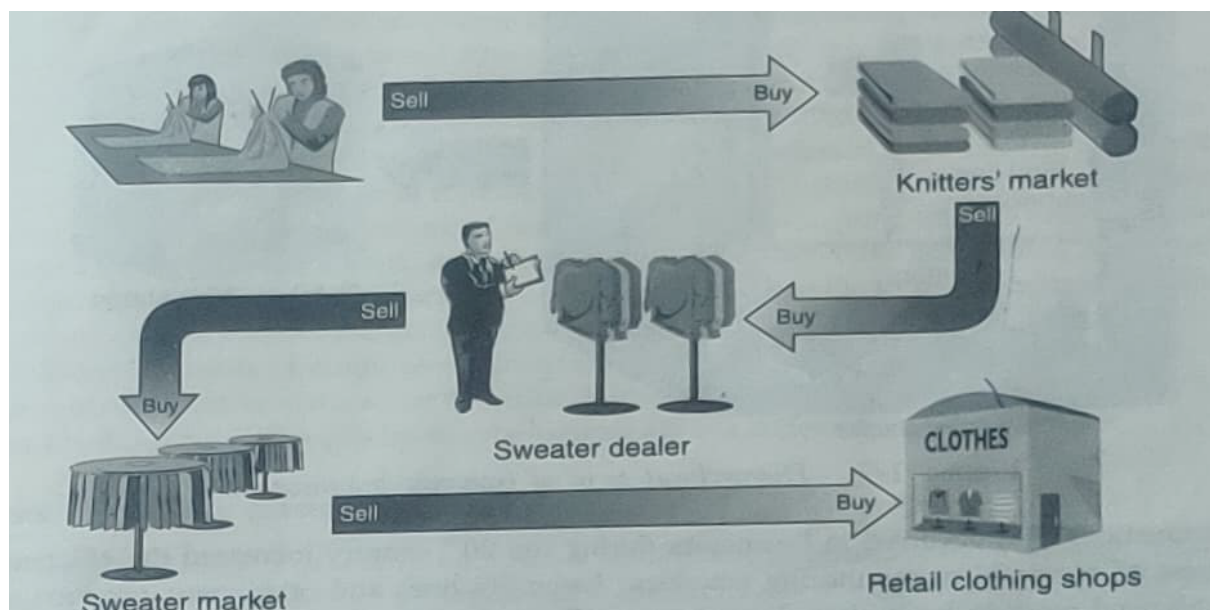 Sell
Buy
Knitters' market
Sell
Buy
Sell
Buy
Sweater dealer
CLOTHES
Sell
Buy
Retail clothing shops
Sweater market